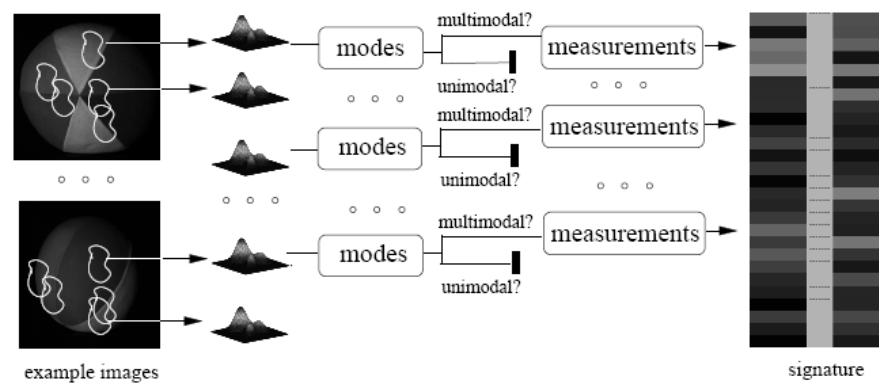 multimodal?
modes
measurements
unimodal?
multimodal?
modes
measurements
unimodal?
multimodal?
modes
measurements
unimodal?
example images
signature